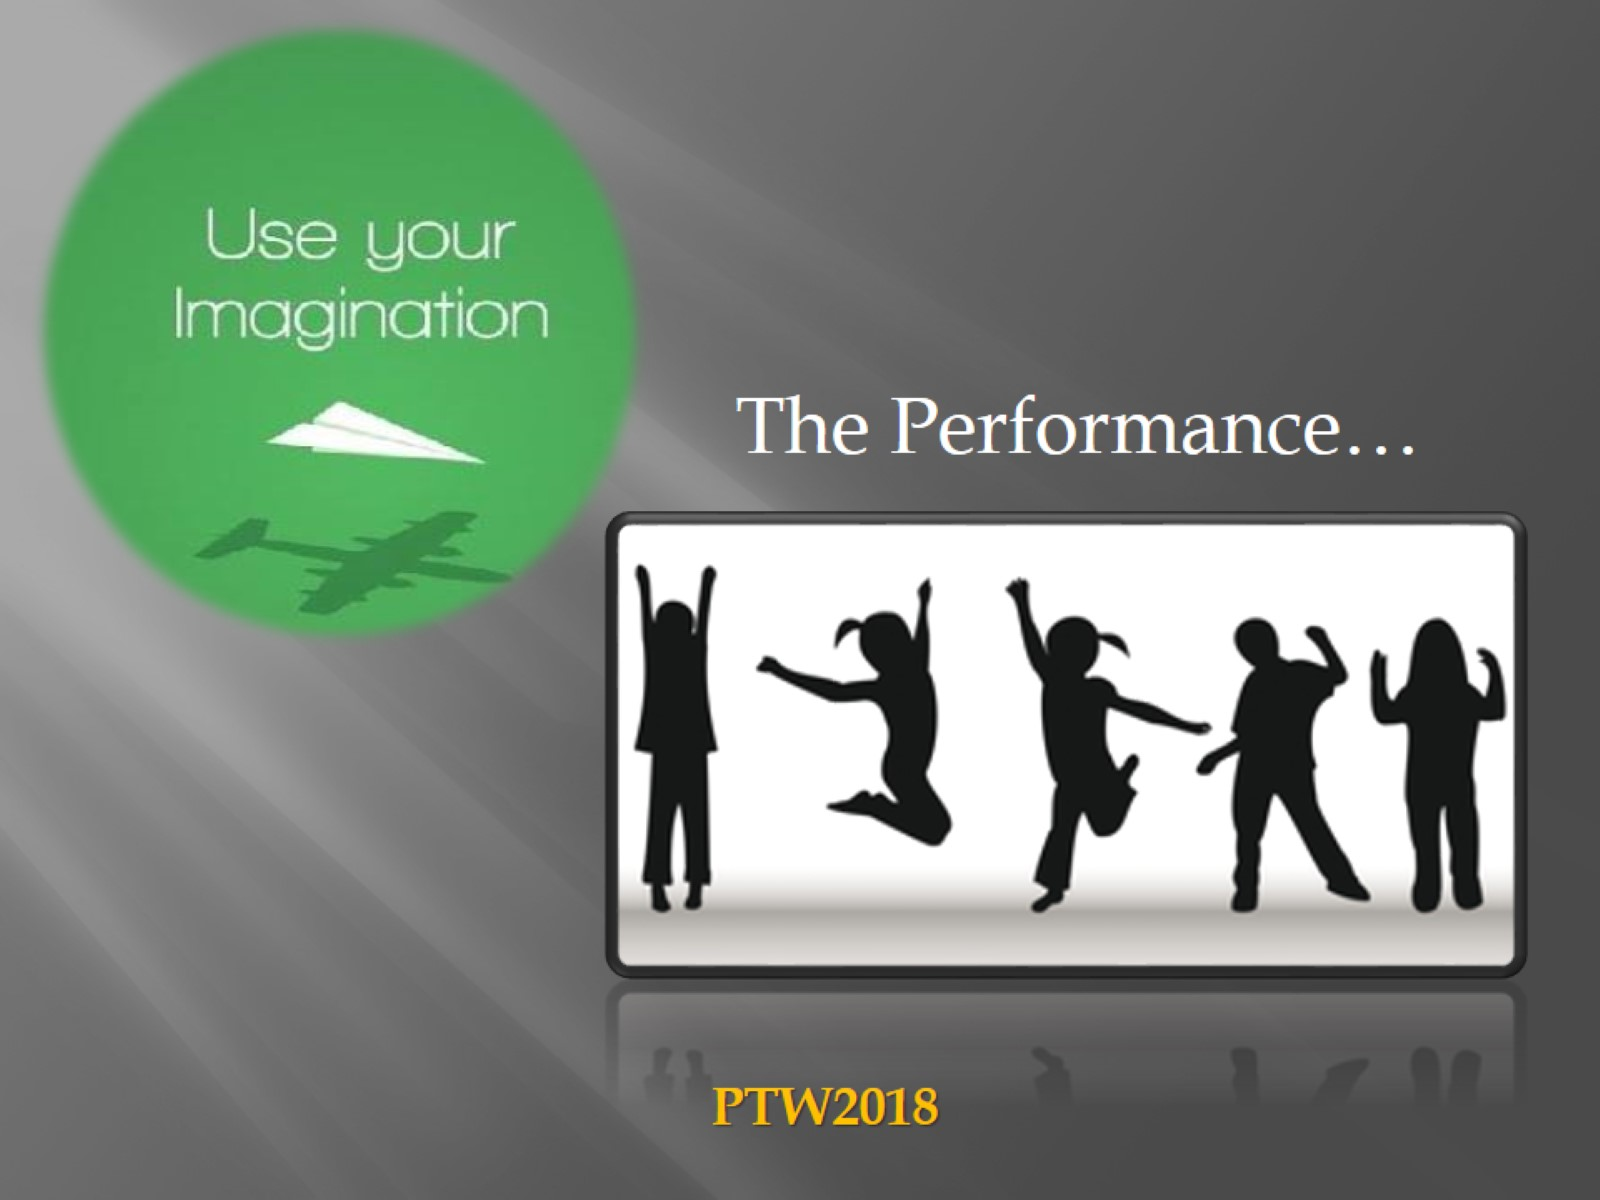 Use your
Imagination
The Performance…
PTW2018